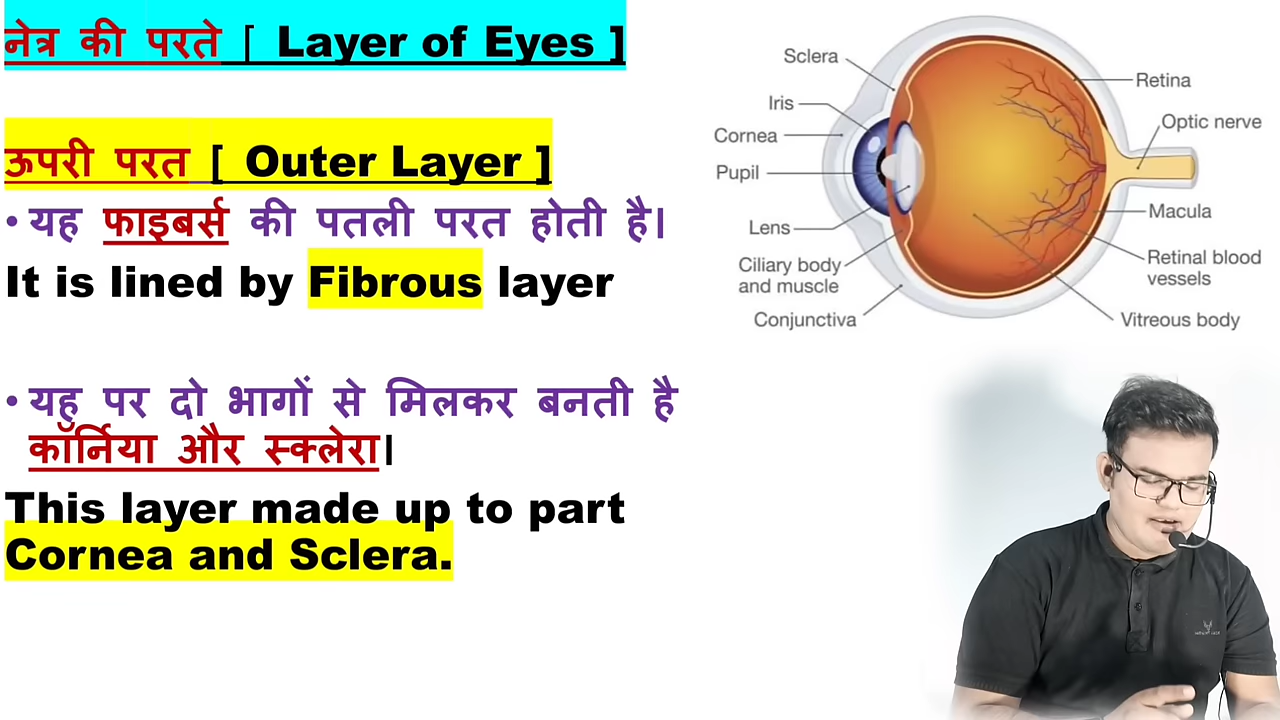 नेत्र की परते [ Layer of Eyes ]
ऊपरी परत [ Outer Layer ]
• यह फाइबर्स की पतली परत होती है।
It is lined by Fibrous layer
• यह पर दो भागों से मिलकर बनती है
कॉर्निया और स्क्लेरा।
This layer made up to part
Cornea and Sclera.
Sclera
Iris
Cornea
Pupil
Lens
Ciliary body
and muscle
Conjunctiva
Retina
Optic nerve
Macula
Retinal blood
vessels
Vitreous body